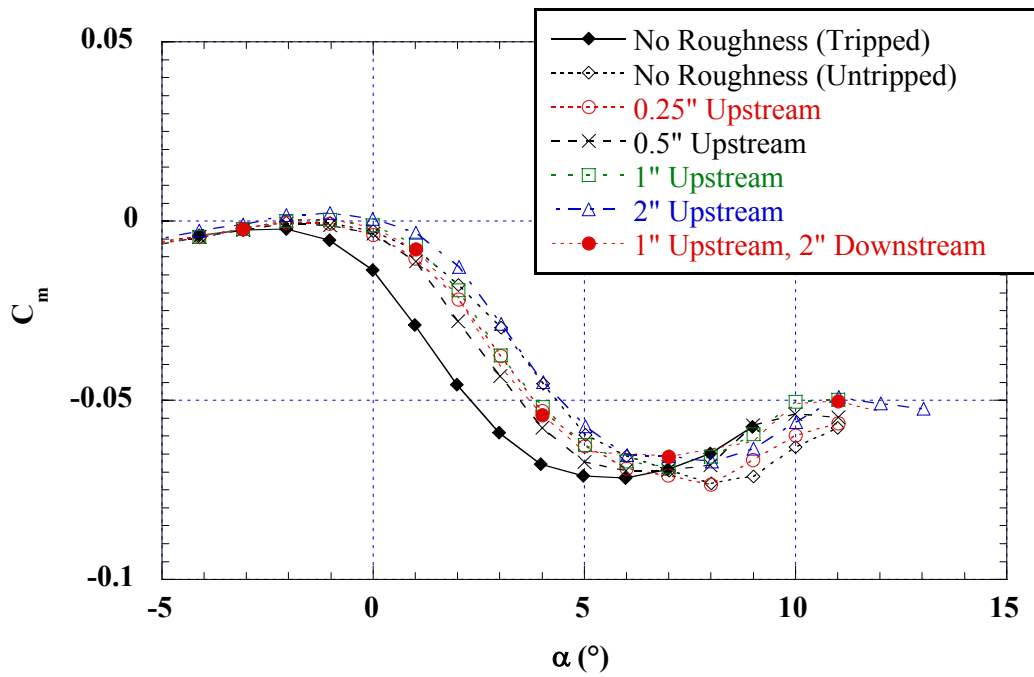 0.05
0
-0.05
-0.1
C_m
-5
0
5
10
15
α (°)
No Roughness (Tripped)
No Roughness (Untripped)
0.25" Upstream
0.5" Upstream
1" Upstream
2" Upstream
1" Upstream, 2" Downstream